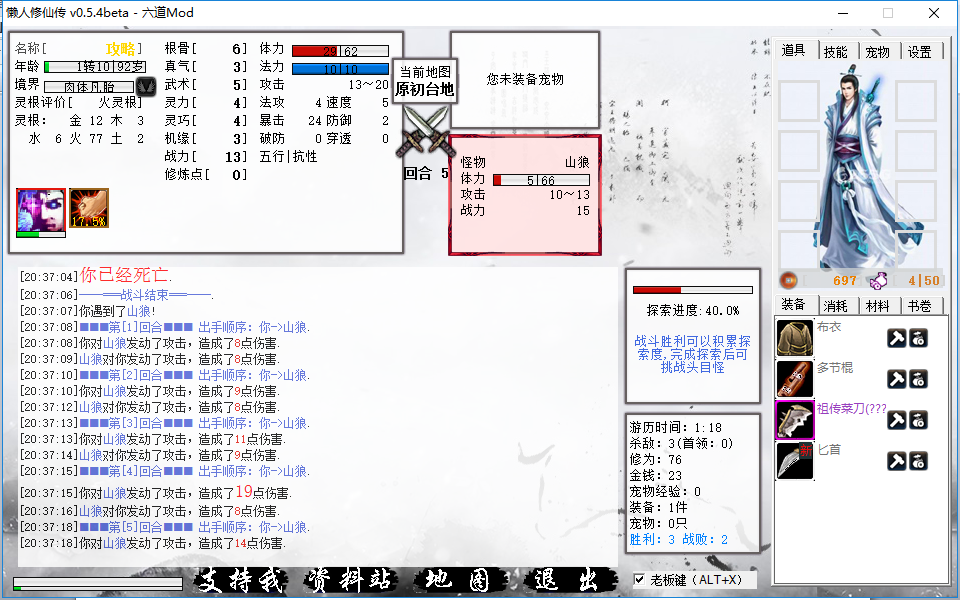 懒人修仙传 v0.5.4beta - 六道Mod
名称[ 攻略]
年龄 1转10|92岁
境界 肉体凡胎
灵根评价[ 火灵根]
灵根： 金 12 木 3
水 6 火 77 土 2
根骨[ 6]
真气[ 3]
武术[ 5]
灵力[ 4]
灵巧[ 4]
机缘[ 3]
战力[ 13]
修炼点[ 0]
体力 29|62
法力 10|10
攻击 13～20
法攻 4 速度 5
暴击 24 防御 2
破防 0 穿透 0
五行|抗性
17.5%
当前地图
原初台地
回合 5
您未装备宠物
怪物 山狼
体力 5|66
攻击 10～13
战力 15
[20:37:04]你已经死亡.
[20:37:06]一——══战斗结束══——.
[20:37:07]你遇到了山狼!
[20:37:08]■■■第[1]回合■■■ 出手顺序: 你->山狼.
[20:37:08]你对山狼发动了攻击, 造成了8点伤害.
[20:37:09]山狼对你发动了攻击, 造成了8点伤害.
[20:37:10]■■■第[2]回合■■■ 出手顺序: 你->山狼.
[20:37:10]你对山狼发动了攻击, 造成了9点伤害.
[20:37:12]山狼对你发动了攻击, 造成了8点伤害.
[20:37:13]■■■第[3]回合■■■ 出手顺序: 你->山狼.
[20:37:13]你对山狼发动了攻击, 造成了11点伤害.
[20:37:14]山狼对你发动了攻击, 造成了9点伤害.
[20:37:15]■■■第[4]回合■■■ 出手顺序: 你->山狼.
[20:37:15]你对山狼发动了攻击, 造成了19点伤害.
[20:37:16]山狼对你发动了攻击, 造成了8点伤害.
[20:37:18]■■■第[5]回合■■■ 出手顺序: 你->山狼.
[20:37:18]你对山狼发动了攻击, 造成了14点伤害.
探索进度:40.0%
战斗胜利可以积累探
索度,完成探索后可
挑战头目怪
游历时间: 1:18
杀敌: 3(首领: 0)
修为: 76
金钱: 23
宠物经验: 0
装备: 1件
宠物: 0只
胜利: 3 战败: 2
支持我 资料站 地 图 退 出
老板键（ALT+X）
道具 技能 宠物 设置
697 4|50
装备 消耗 材料 书卷
布衣
多节棍
祖传菜刀(???
新 匕首